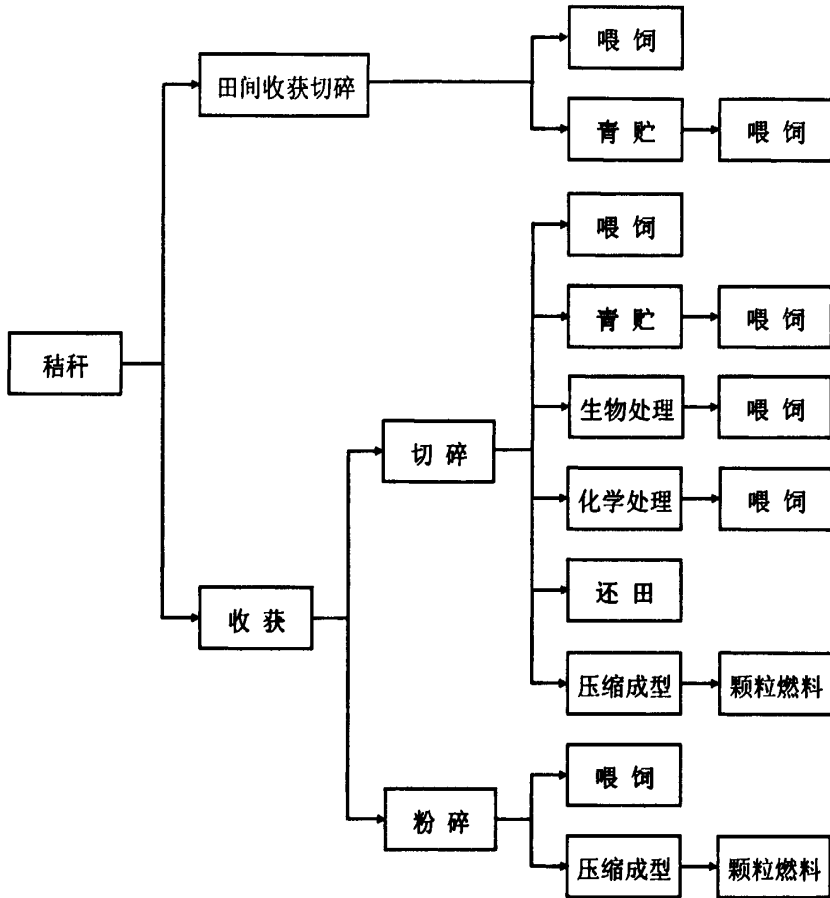 喂 饲
田间收获切碎
青 贮
喂 饲
喂 饲
青 贮
喂 饲
秸秆
生物处理
喂 饲
切 碎
化学处理
喂 饲
还 田
收 获
压缩成型
颗粒燃料
喂 饲
粉 碎
压缩成型
颗粒燃料